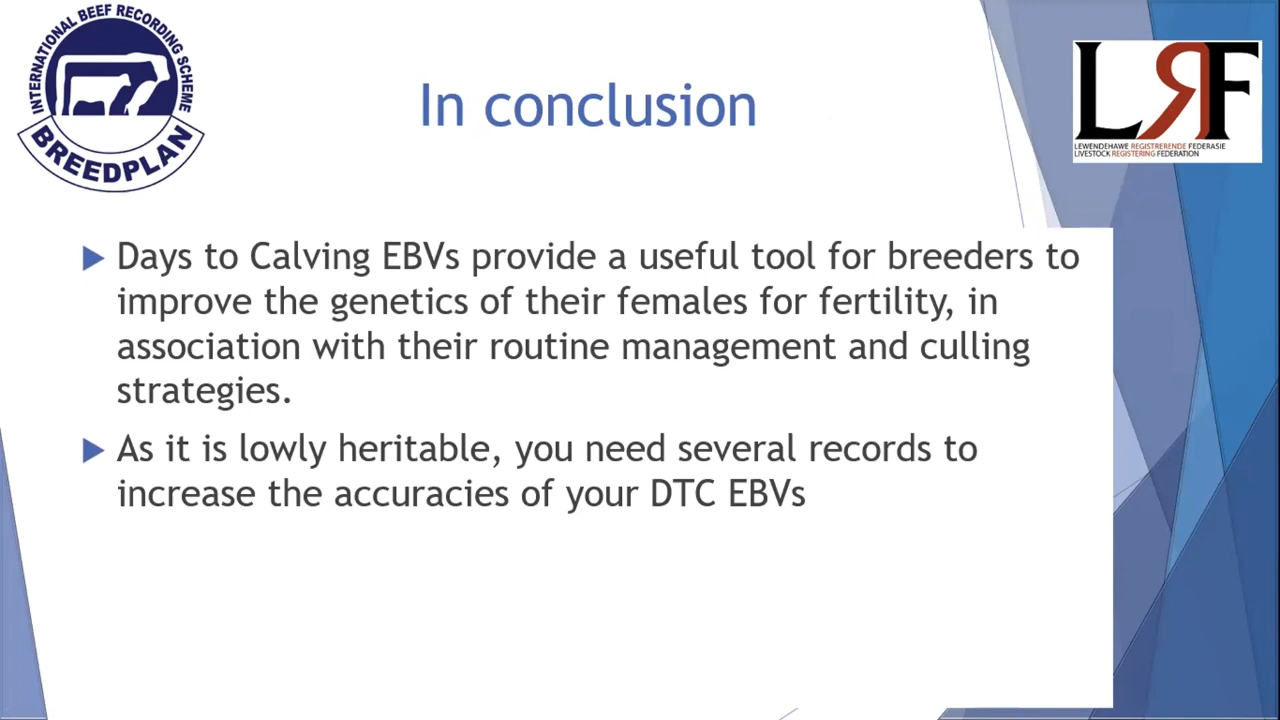 INTERNATIONAL BEEF RECORDING SCHEME
BREEDPLAN
In conclusion
LRF
LEWENDEHAWE REGISTRERENDE FEDERASIE
LIVESTOCK REGISTERING FEDERATION
Days to Calving EBVs provide a useful tool for breeders to
improve the genetics of their females for fertility, in
association with their routine management and culling
strategies.
As it is lowly heritable, you need several records to
increase the accuracies of your DTC EBVs